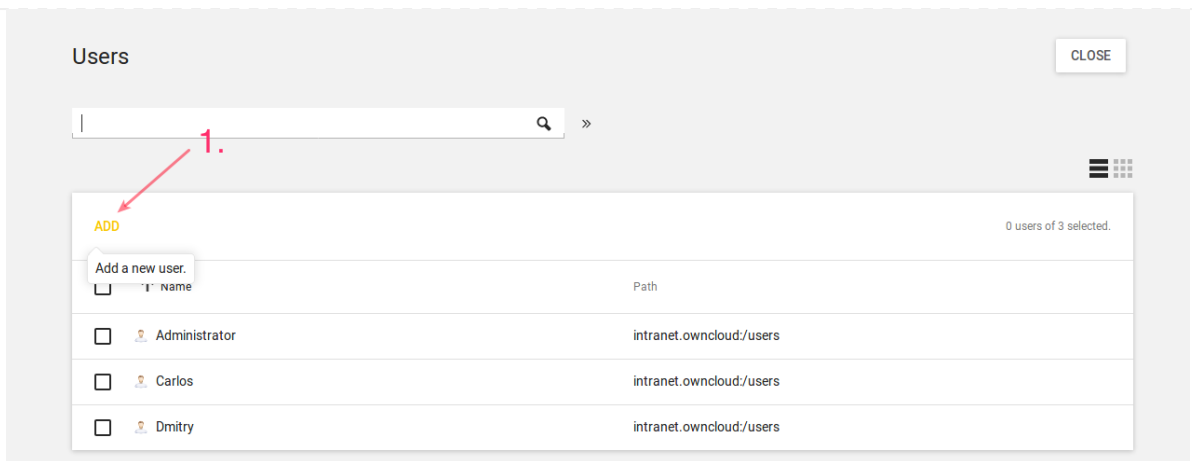 Users
CLOSE
»
1.
ADD
0 users of 3 selected.
Add a new user.
Name
Path
Administrator
intranet.owncloud:/users
Carlos
intranet.owncloud:/users
Dmitry
intranet.owncloud:/users